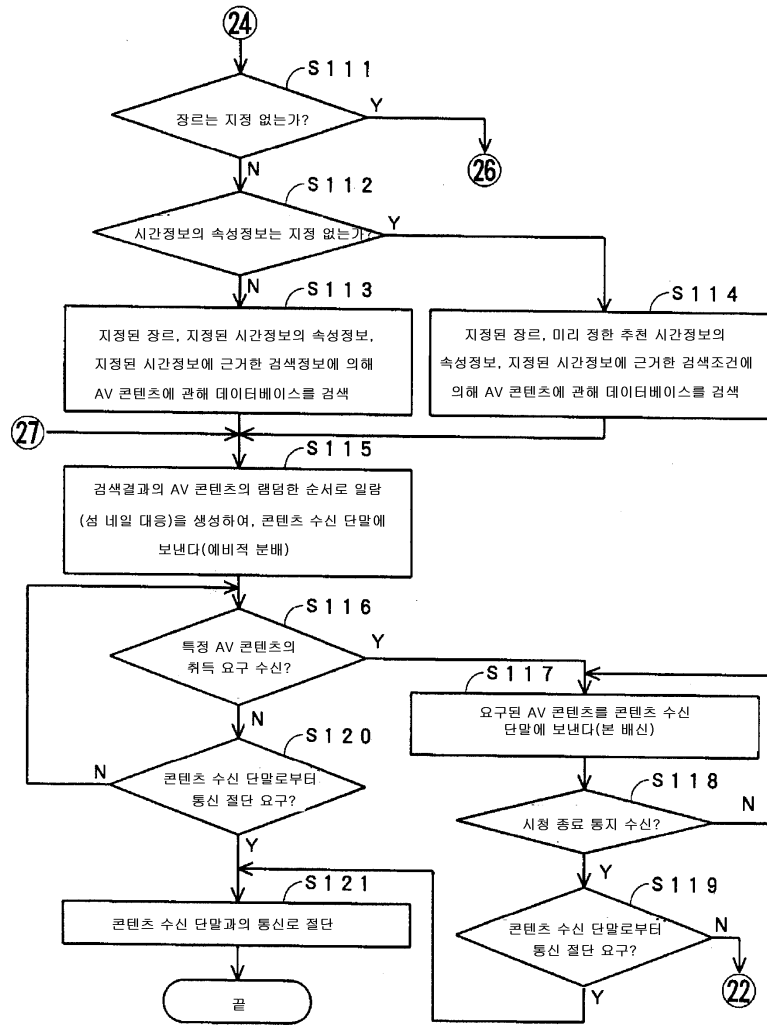 24
S111
장르는 지정 없는가?
Y
26
N
S112
시간정보의 속성정보는 지정 없는가?
Y
N
S113
지정된 장르, 지정된 시간정보의 속성정보,
지정된 시간정보에 근거한 검색정보에 의해
AV 콘텐츠에 관해 데이터베이스를 검색
S114
지정된 장르, 미리 정한 추천 시간정보의
속성정보, 지정된 시간정보에 근거한 검색조건에
의해 AV 콘텐츠에 관해 데이터베이스를 검색
27
S115
검색결과의 AV 콘텐츠의 램덤한 순서로 일람
(섬 네일 대응)을 생성하여, 콘텐츠 수신 단말에
보낸다(예비적 분배)
S116
특정 AV 콘텐츠의
취득 요구 수신?
Y
N
S117
요구된 AV 콘텐츠를 콘텐츠 수신
단말에 보낸다(본 배신)
S120
콘텐츠 수신 단말로부터
통신 절단 요구?
N
Y
S118
시청 종료 통지 수신?
N
Y
S119
콘텐츠 수신 단말로부터
통신 절단 요구?
N
22
Y
S121
콘텐츠 수신 단말과의 통신로 절단
끝